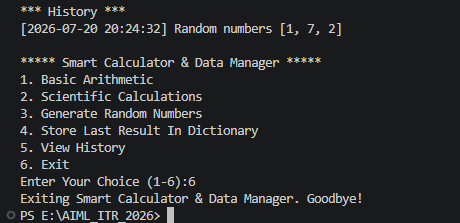 *** History ***
[2026-07-20 20:24:32] Random numbers [1, 7, 2]
***** Smart Calculator & Data Manager *****
1. Basic Arithmetic
2. Scientific Calculations
3. Generate Random Numbers
4. Store Last Result In Dictionary
5. View History
6. Exit
Enter Your Choice (1-6):6
Exiting Smart Calculator & Data Manager. Goodbye!
PS E:\AIML_ITR_2026>